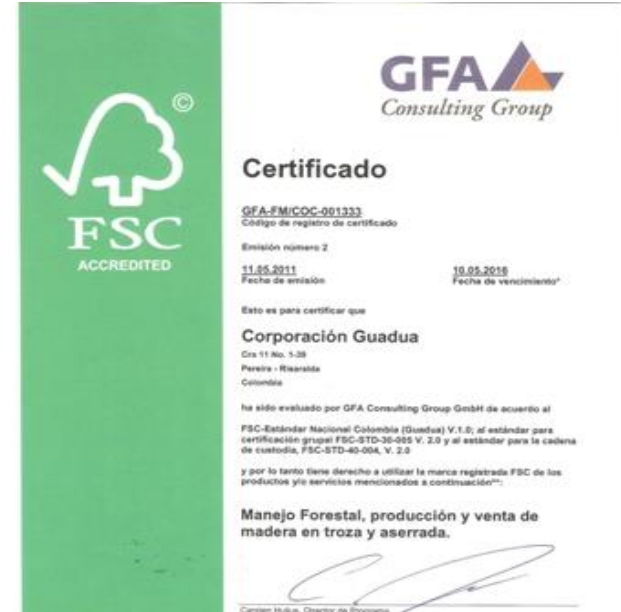 ©
FSC
ACCREDITED
GFA
Consulting Group
Certificado
GFA-FM/COC-001333
Código de registro de certificado
Emisión número 2
11.05.2011
Fecha de emisión
10.05.2016
Fecha de vencimiento*
Esto es para certificar que
Corporación Guadua
Cra 11 No. 1-39
Pereira - Risaralda
Colombia
ha sido evaluado por GFA Consulting Group GmbH de acuerdo al
FSC-Estándar Nacional Colombia (Guadua) V.1.0; al estándar para
certificación grupal FSC-STD-30-005 V. 2.0 y al estándar para la cadena
de custodia, FSC-STD-40-004, V. 2.0
y por lo tanto tiene derecho a utilizar la marca registrada FSC de los
productos y/o servicios mencionados a continuación**:
Manejo Forestal, producción y venta de
madera en troza y aserrada.
Director de Programa